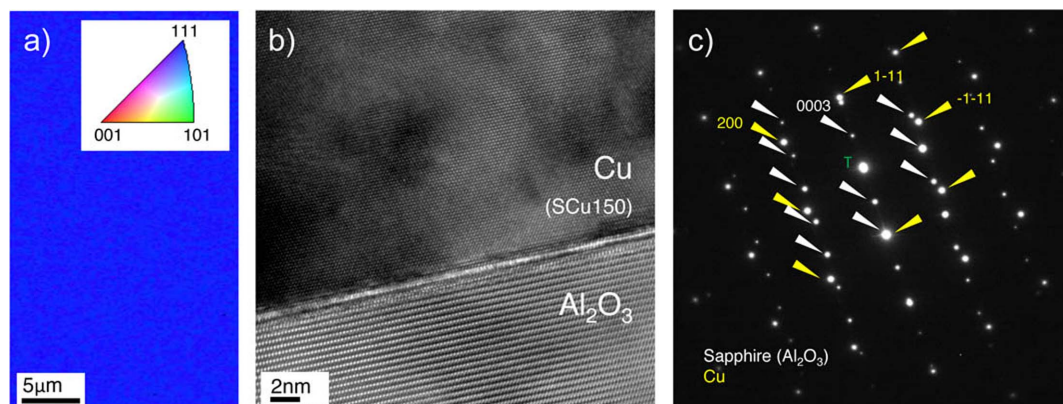 a)
111
001
101
5μm
b)
Cu
(SCu150)
Al2O3
2nm
c)
1-11
-1-11
0003
200
T
Sapphire (Al2O3)
Cu